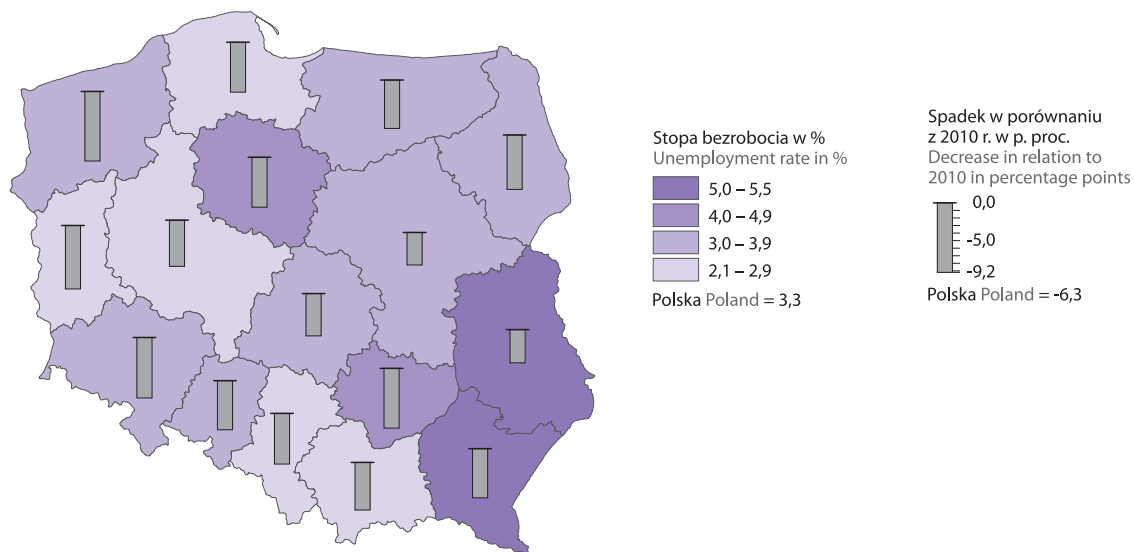 Stopa bezrobocia w %
Unemployment rate in %
5,0 – 5,5
4,0 – 4,9
3,0 – 3,9
2,1 – 2,9
Polska Poland = 3,3
Spadek w porównaniu
z 2010 r. w p. proc.
Decrease in relation to
2010 in percentage points
0,0
-5,0
-9,2
Polska Poland = -6,3